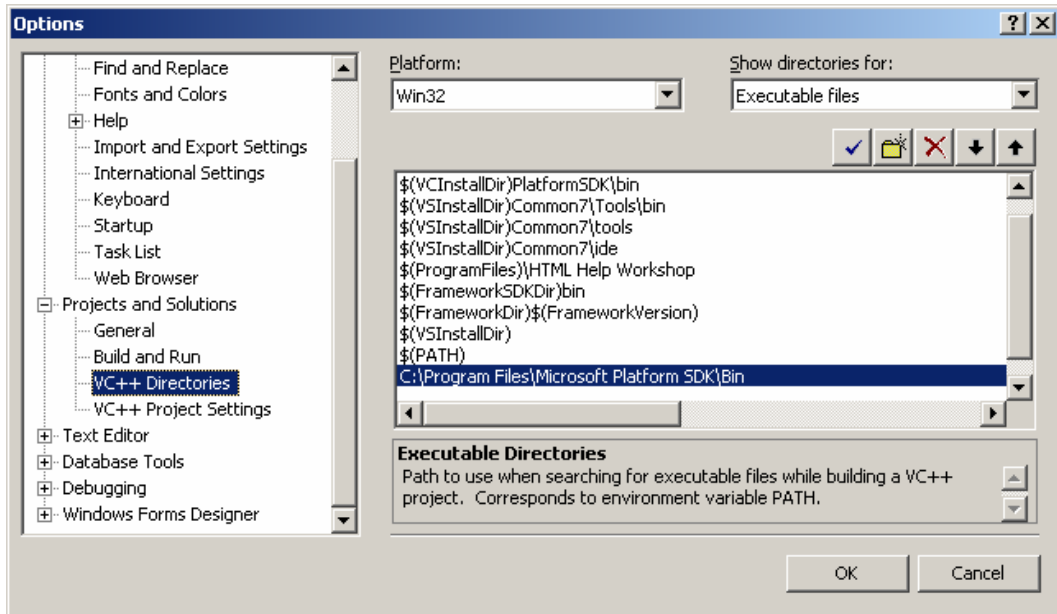 Options
Find and Replace
Fonts and Colors
Help
Import and Export Settings
International Settings
Keyboard
Startup
Task List
Web Browser
Projects and Solutions
General
Build and Run
VC++ Directories
VC++ Project Settings
Text Editor
Database Tools
Debugging
Windows Forms Designer
Platform:
Win32
Show directories for:
Executable files
$(VCInstallDir)PlatformSDK\bin
$(VSInstallDir)Common7\Tools\bin
$(VSInstallDir)Common7\tools
$(VSInstallDir)Common7\ide
$(ProgramFiles)\HTML Help Workshop
$(FrameworkSDKDir)bin
$(FrameworkDir)$(FrameworkVersion)
$(VSInstallDir)
$(PATH)
C:\Program Files\Microsoft Platform SDK\Bin
Executable Directories
Path to use when searching for executable files while building a VC++
project.  Corresponds to environment variable PATH.
OK
Cancel